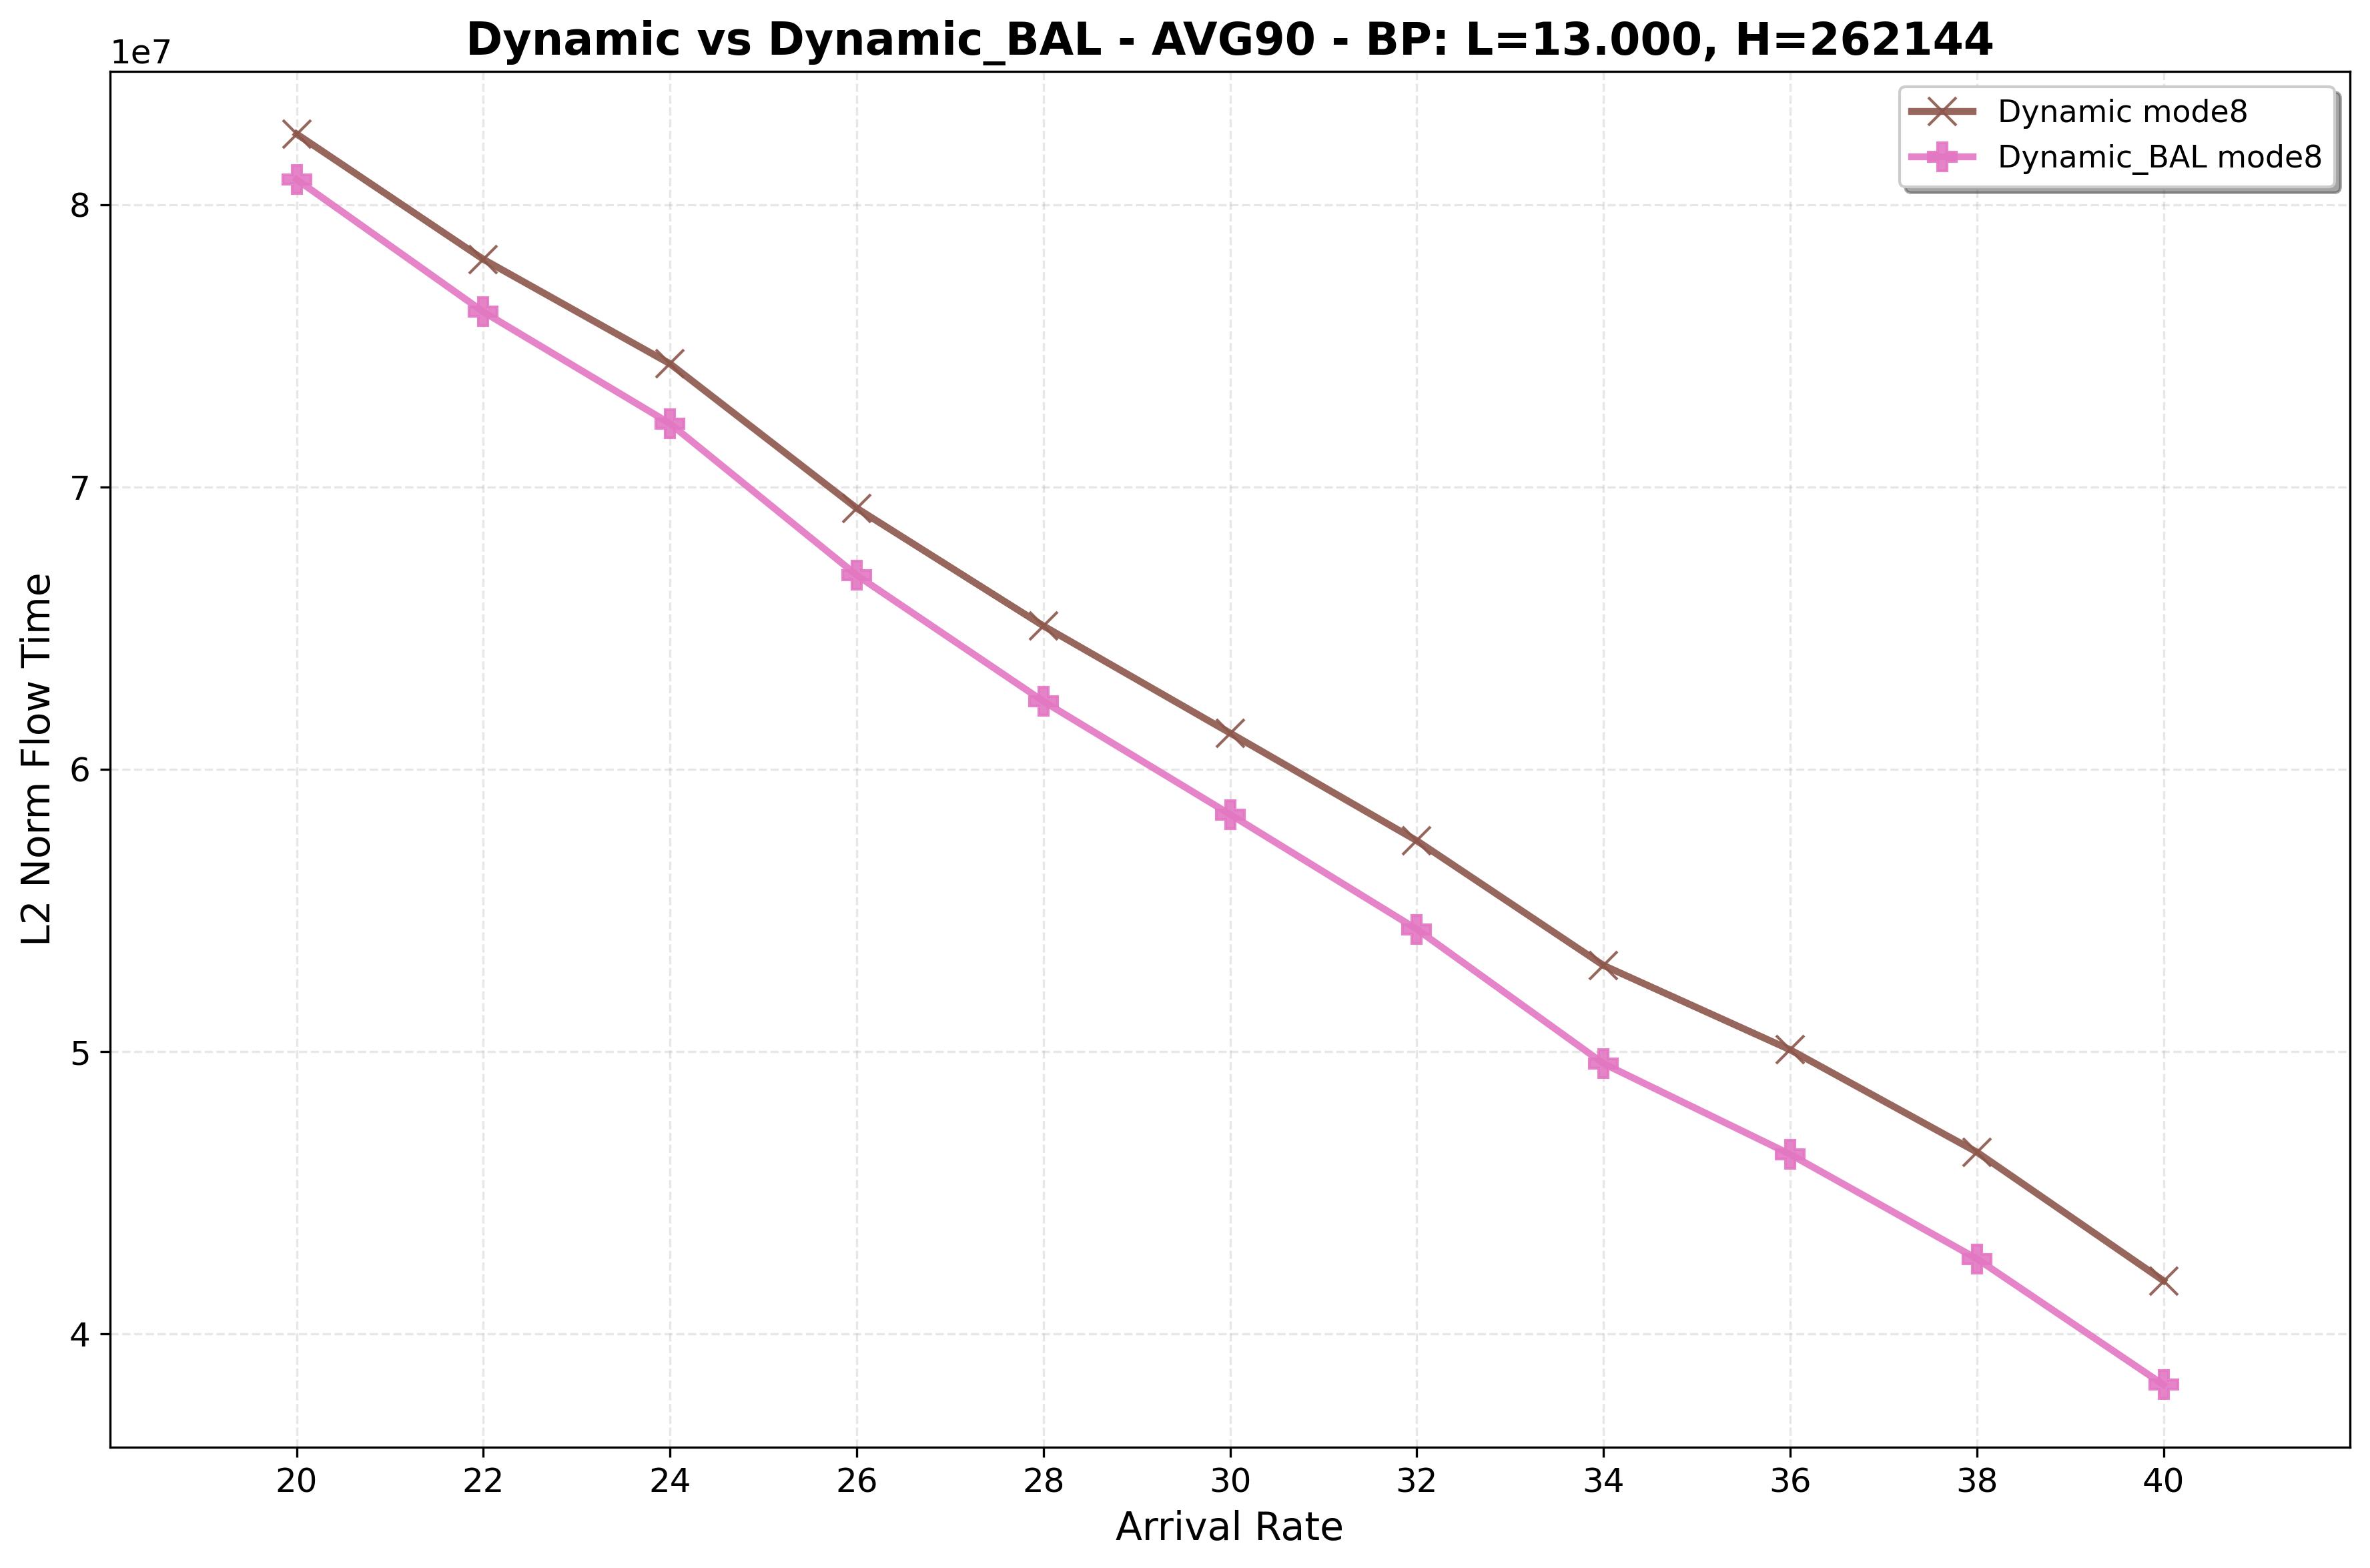 Dynamic vs Dynamic_BAL - AVG90 - BP: L=13.000, H=262144
1e7
Dynamic mode8
Dynamic_BAL mode8
8
7
6
5
4
L2 Norm Flow Time
20 22 24 26 28 30 32 34 36 38 40
Arrival Rate